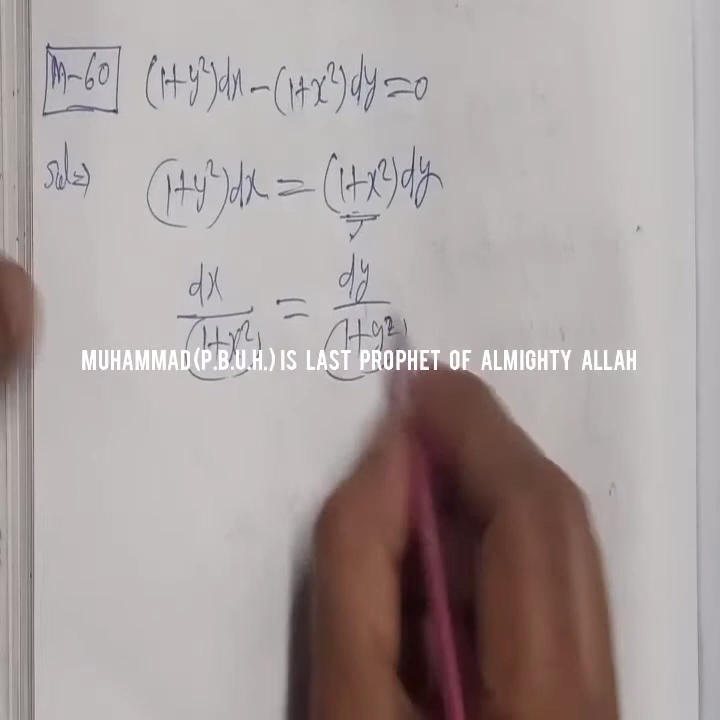 M-60 (1+y²)dx-(1+x²)dy=0
Sol⇒ (1+y²)dx=(1+x²)dy
dx/(1+x²) = dy/(1+y²)
MUHAMMAD(P.B.U.H.) IS LAST PROPHET OF ALMIGHTY ALLAH